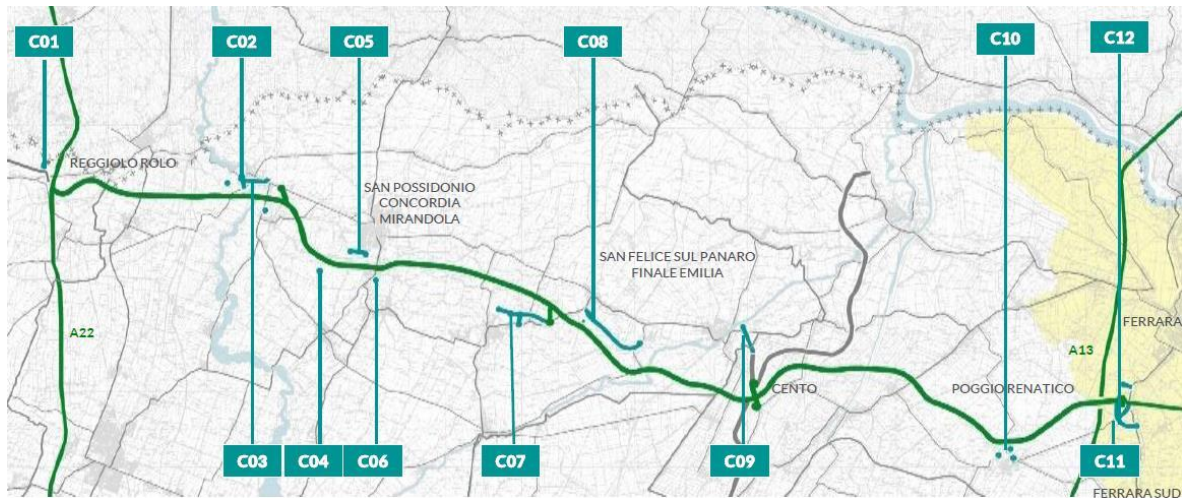 C01
C02
C05
C08
C10
C12
REGGIOLO ROLO
SAN POSSIDONIO
CONCORDIA
MIRANDOLA
SAN FELICE SUL PANARO
FINALE EMILIA
A22
FERRARA
A13
CENTO
POGGIO RENATICO
C03
C04
C06
C07
C09
C11
FERRARA SUD